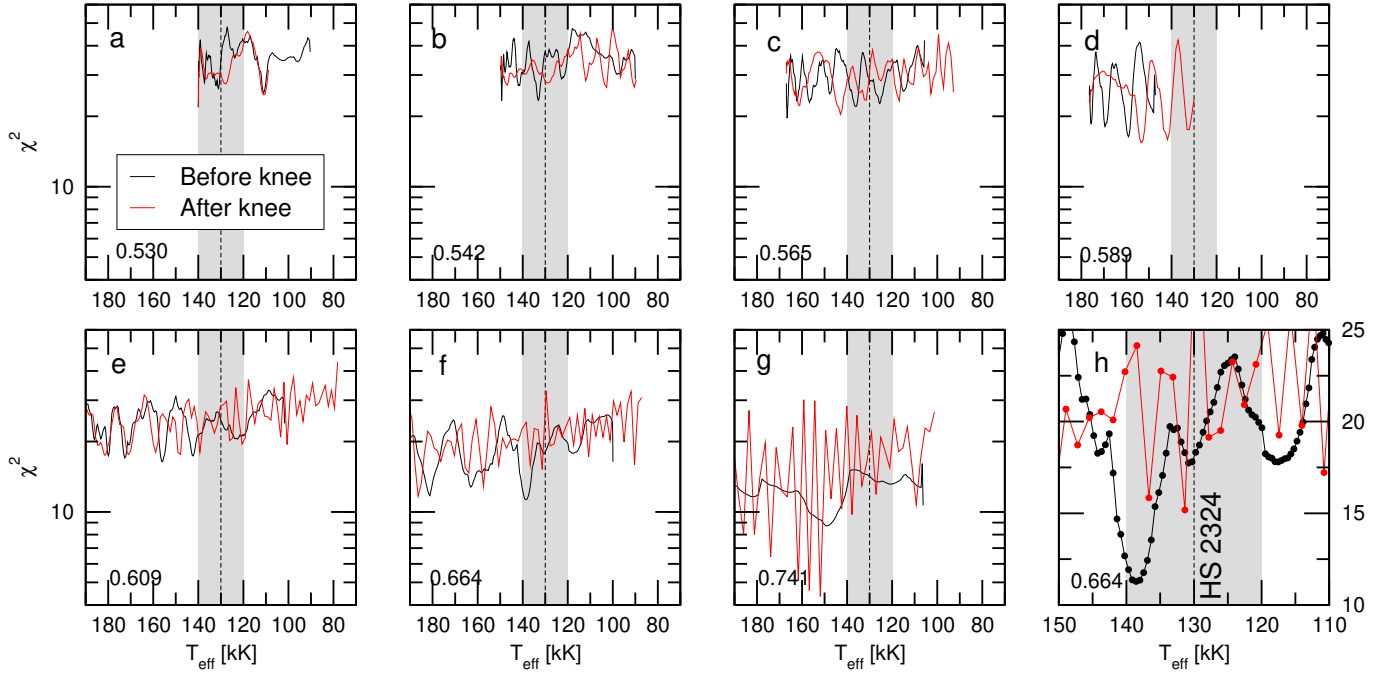 a
b
c
d
χ²
10
Before knee
After knee
0.530
0.542
0.565
0.589
180 160 140 120 100 80
180 160 140 120 100 80
180 160 140 120 100 80
180 160 140 120 100 80
e
f
g
h
25
20
15
10
χ²
10
HS 2324
0.609
0.664
0.741
0.664
180 160 140 120 100 80
180 160 140 120 100 80
180 160 140 120 100 80
150 140 130 120 110
T_eff [kK]
T_eff [kK]
T_eff [kK]
T_eff [kK]